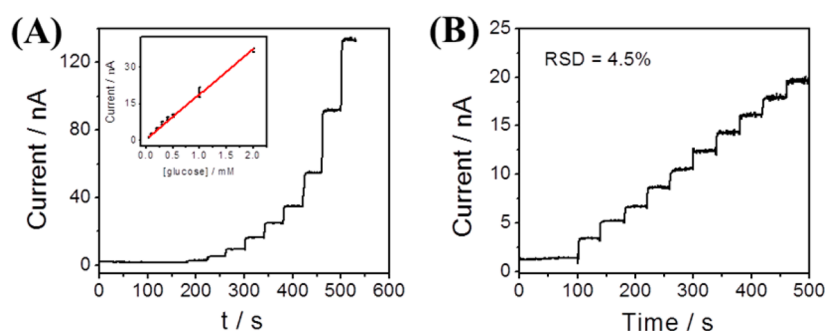 (A)
Current / nA
120
80
40
0
0 100 200 300 400 500 600
t / s
Current / nA
30
15
0
0.0 0.5 1.0 1.5 2.0
[glucose] / mM
(B)
RSD = 4.5%
Current / nA
25
20
15
10
5
0
0 100 200 300 400 500
Time / s